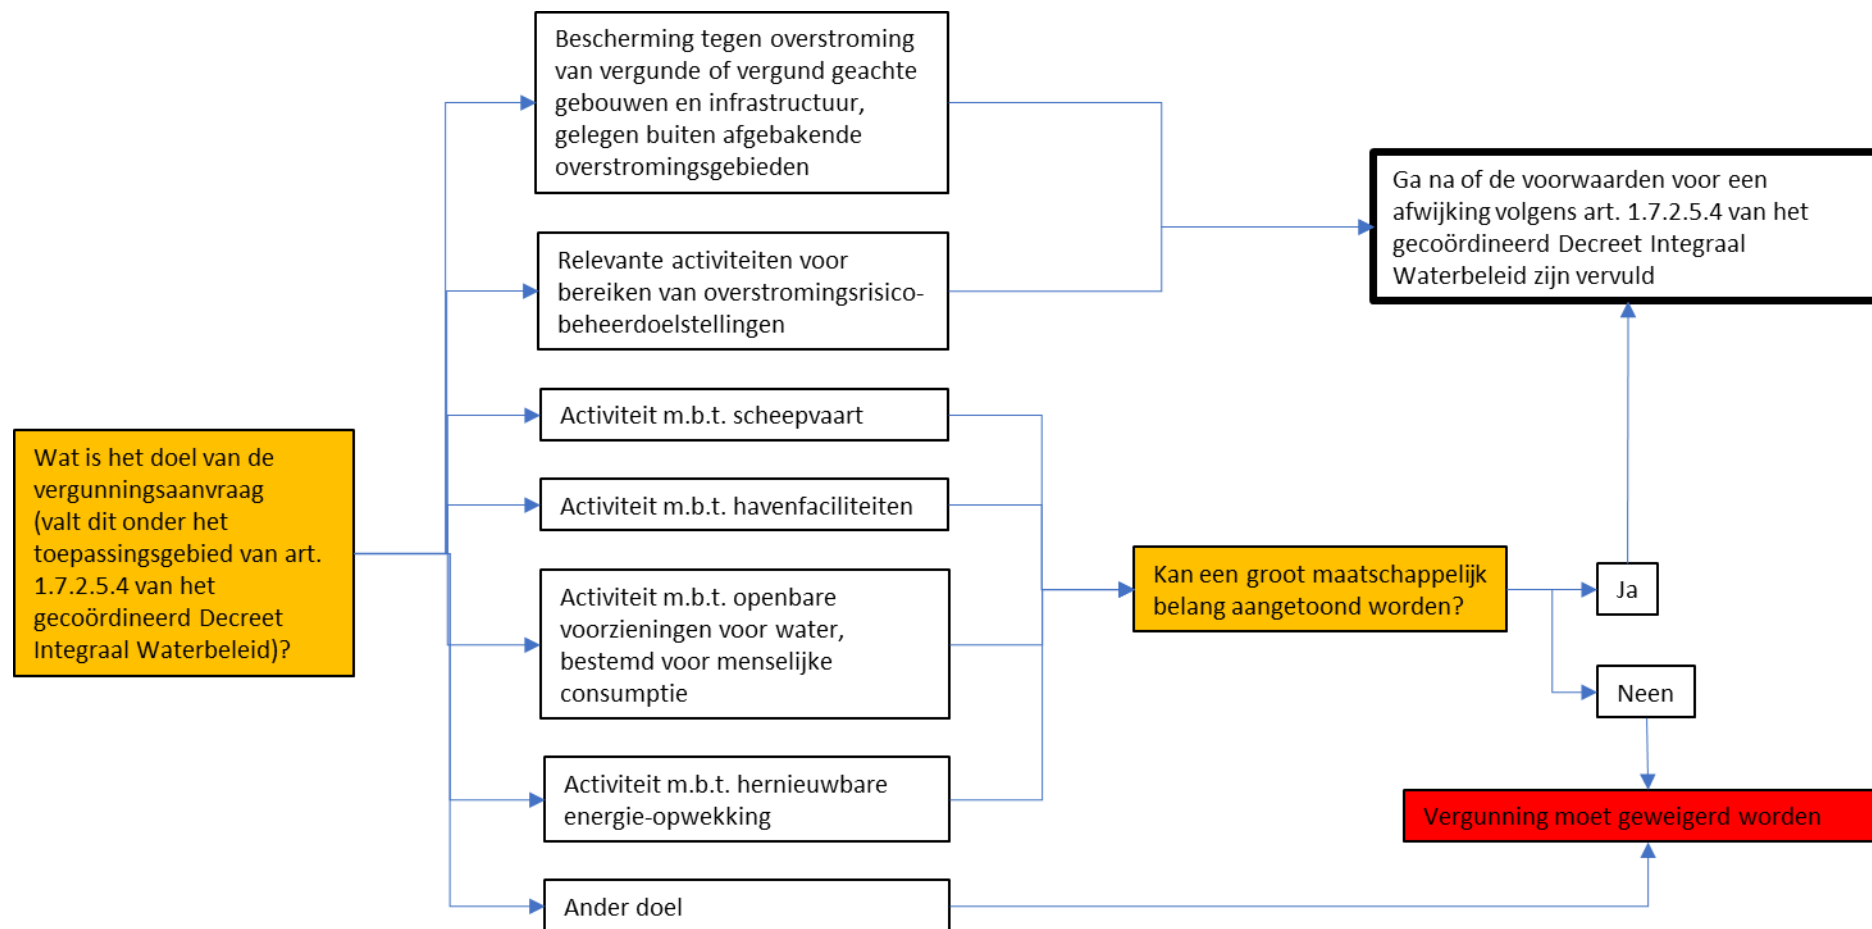 Wat is het doel van de
vergunningsaanvraag
(valt dit onder het
toepassingsgebied van art.
1.7.2.5.4 van het
gecoördineerd Decreet
Integraal Waterbeleid)?
Bescherming tegen overstroming
van vergunde of vergund geachte
gebouwen en infrastructuur,
gelegen buiten afgebakende
overstromingsgebieden
Relevante activiteiten voor
bereiken van overstromingsrisico-
beheerdoelstellingen
Activiteit m.b.t. scheepvaart
Activiteit m.b.t. havenfaciliteiten
Activiteit m.b.t. openbare
voorzieningen voor water,
bestemd voor menselijke
consumptie
Activiteit m.b.t. hernieuwbare
energie-opwekking
Ander doel
Kan een groot maatschappelijk
belang aangetoond worden?
Ga na of de voorwaarden voor een
afwijking volgens art. 1.7.2.5.4 van het
gecoördineerd Decreet Integraal
Waterbeleid zijn vervuld
Ja
Neen
Vergunning moet geweigerd worden